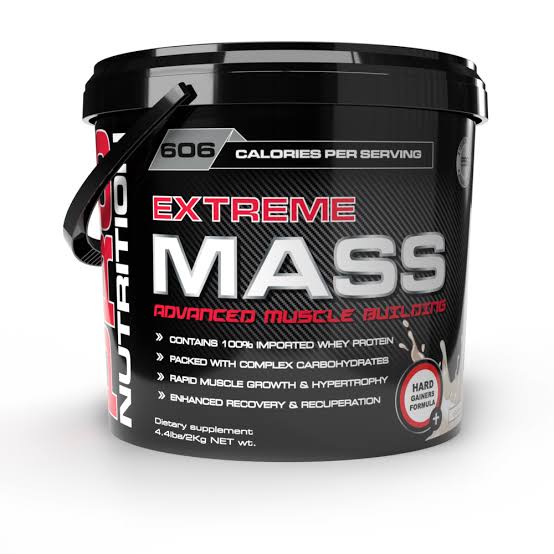 606 CALORIES PER SERVING
EXTREME
MASS
ADVANCED MUSCLE BUILDING
» CONTAINS 100% IMPORTED WHEY PROTEIN
» PACKED WITH COMPLEX CARBOHYDRATES
» RAPID MUSCLE GROWTH & HYPERTROPHY
» ENHANCED RECOVERY & RECUPERATION
Dietary supplement
4.4lbs/2Kg NET wt.
HARD
GAINERS
FORMULA
+
NUTRITION